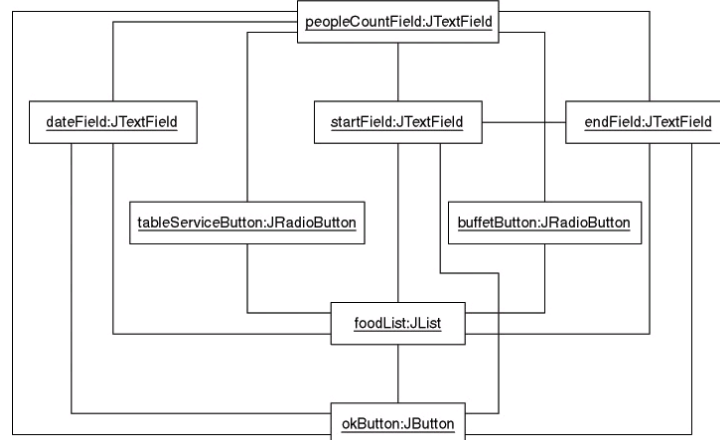 peopleCountField:JTextField
dateField:JTextField
startField:JTextField
endField:JTextField
tableServiceButton:JRadioButton
buffetButton:JRadioButton
foodList:JList
okButton:JButton